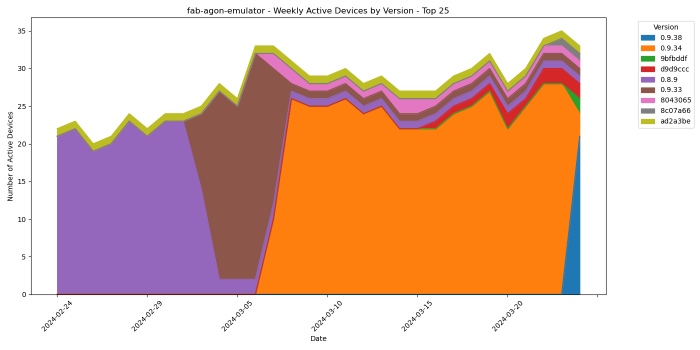 fab-agon-emulator - Weekly Active Devices by Version - Top 25
Number of Active Devices
35
30
25
20
15
10
5
0
2024-02-24
2024-02-29
2024-03-05
2024-03-10
2024-03-15
2024-03-20
Date
Version
0.9.38
0.9.34
9bfbddf
d9d9ccc
0.8.9
0.9.33
8043065
8c07a66
ad2a3be